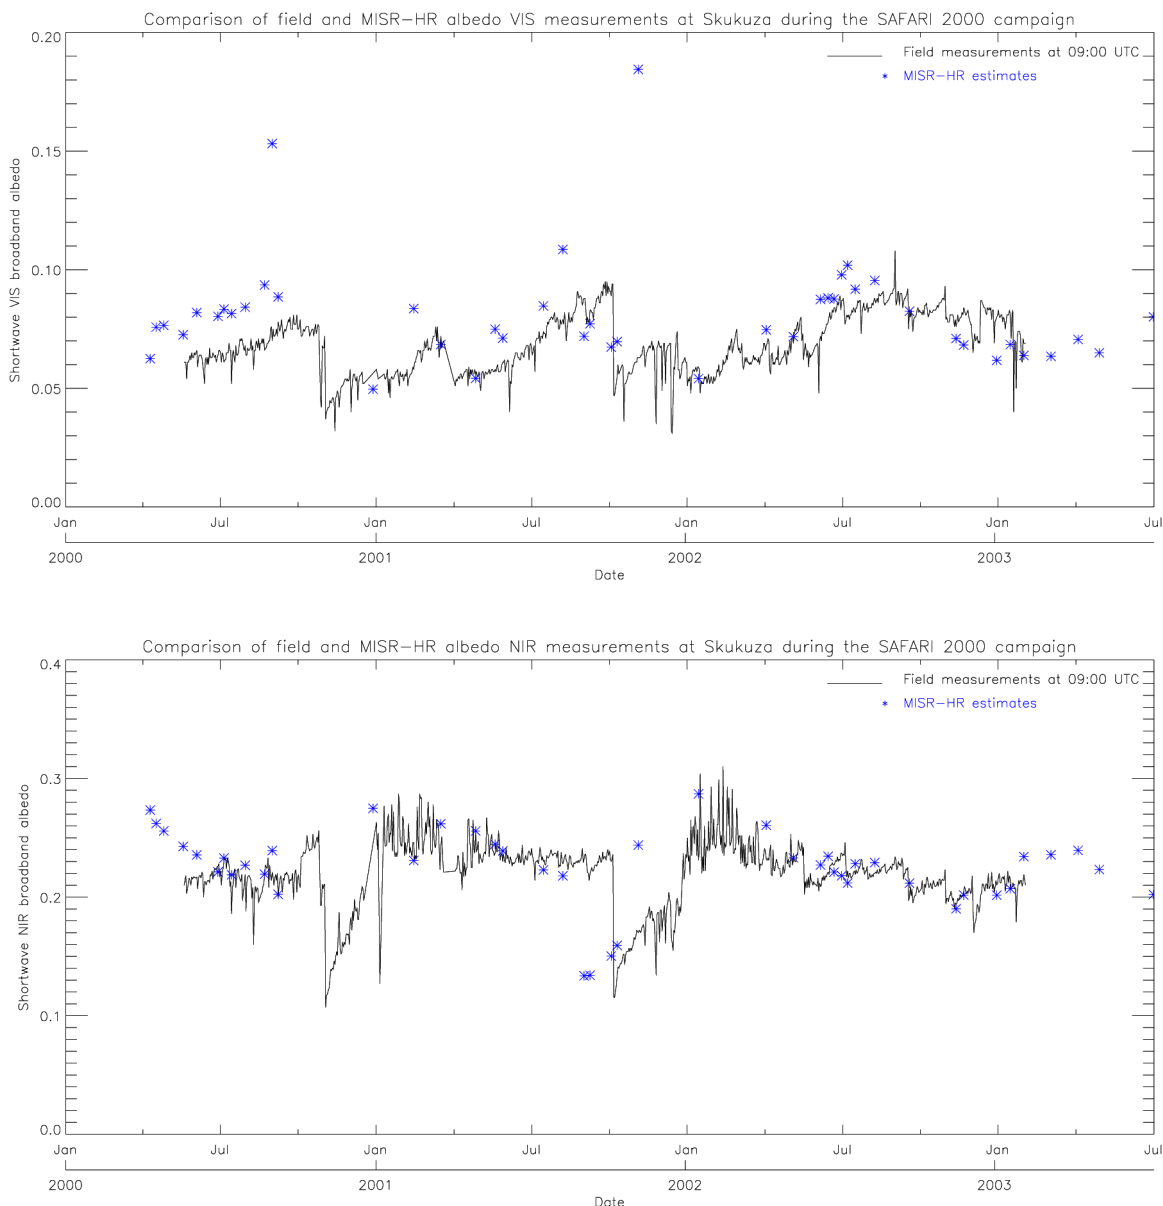 Comparison of field and MISR-HR albedo VIS measurements at Skukuza during the SAFARI 2000 campaign
0.20
Field measurements at 09:00 UTC
MISR-HR estimates
0.15
Shortwave VIS broadband albedo
0.10
0.05
0.00
Jan Jul Jan Jul Jan Jul Jan Jul
2000 2001 2002 2003
Date
Comparison of field and MISR-HR albedo NIR measurements at Skukuza during the SAFARI 2000 campaign
0.4
Field measurements at 09:00 UTC
MISR-HR estimates
0.3
Shortwave NIR broadband albedo
0.2
0.1
0.0
Jan Jul Jan Jul Jan Jul Jan Jul
2000 2001 2002 2003
Date